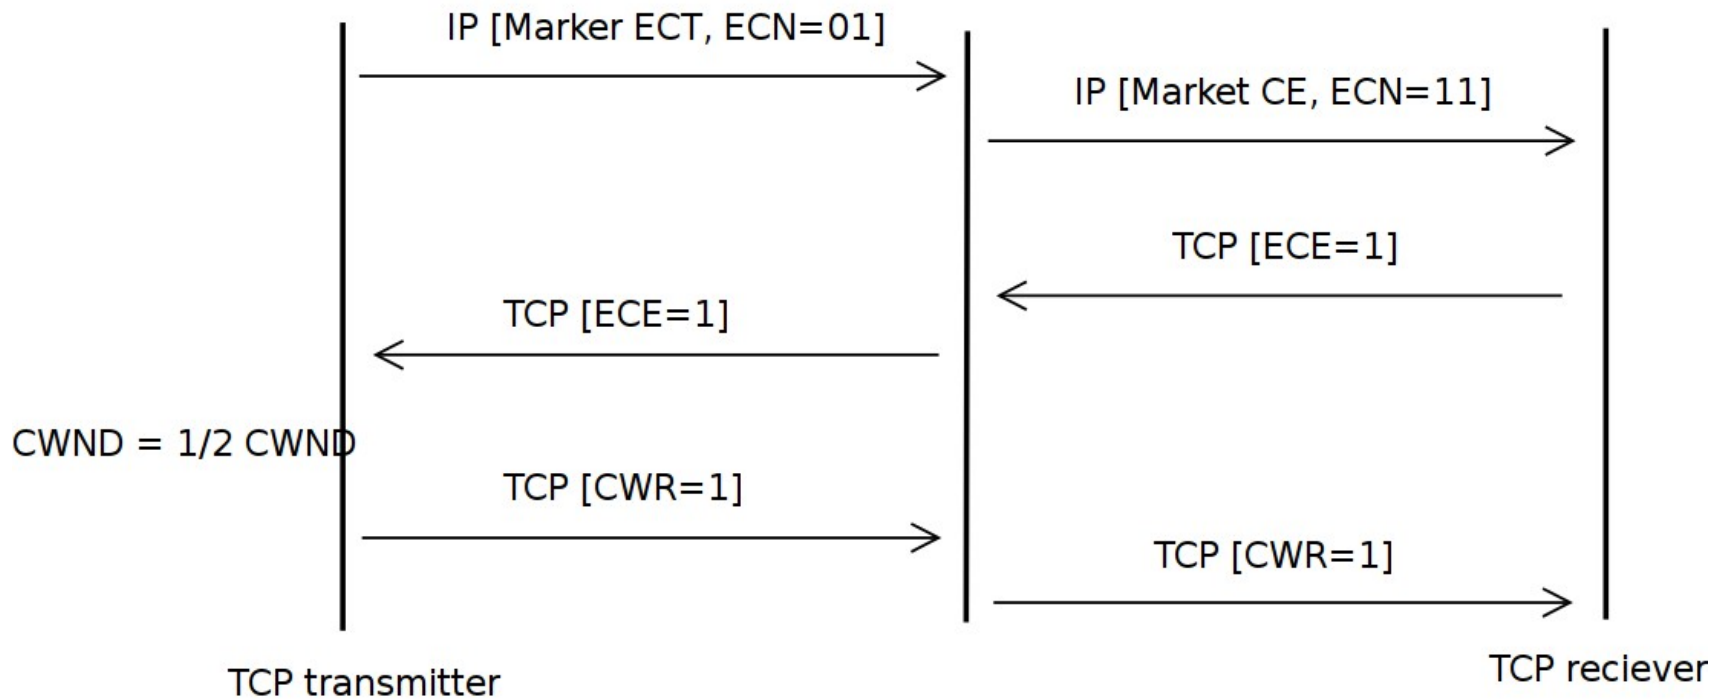 IP [Marker ECT, ECN=01]
IP [Market CE, ECN=11]
TCP [ECE=1]
TCP [ECE=1]
CWND = 1/2 CWND
TCP [CWR=1]
TCP [CWR=1]
TCP transmitter
TCP reciever